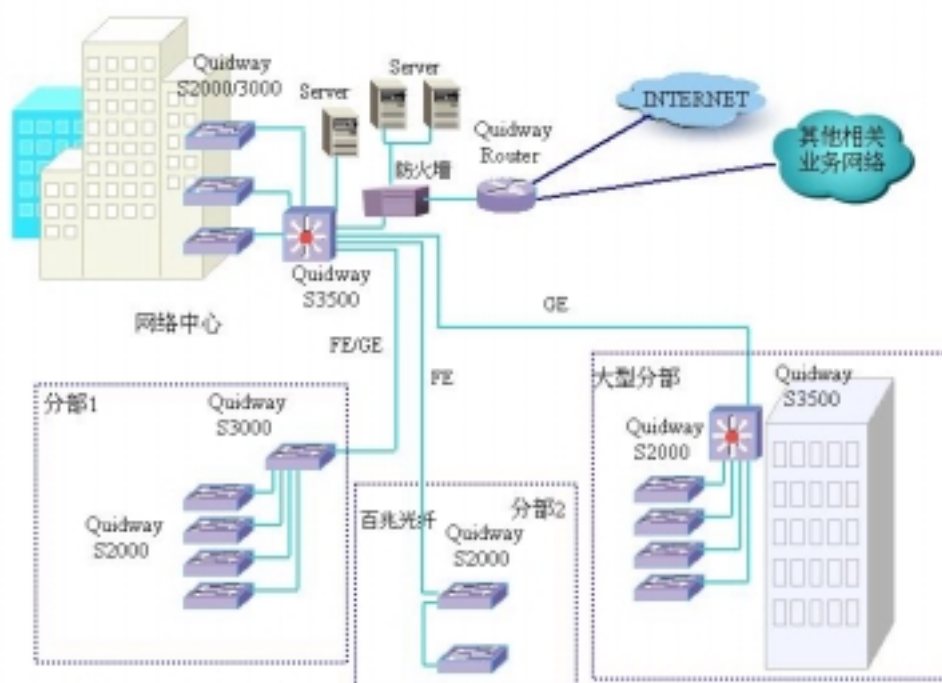 Quidway
S2000/3000
Server
Server
Quidway
Router
INTERNET
其他相关
业务网络
防火墙
Quidway
S3500
网络中心
GE
FE/GE
FE
分部1
Quidway
S3000
Quidway
S2000
百兆光纤
分部2
Quidway
S2000
大型分部
Quidway
S3500
Quidway
S2000